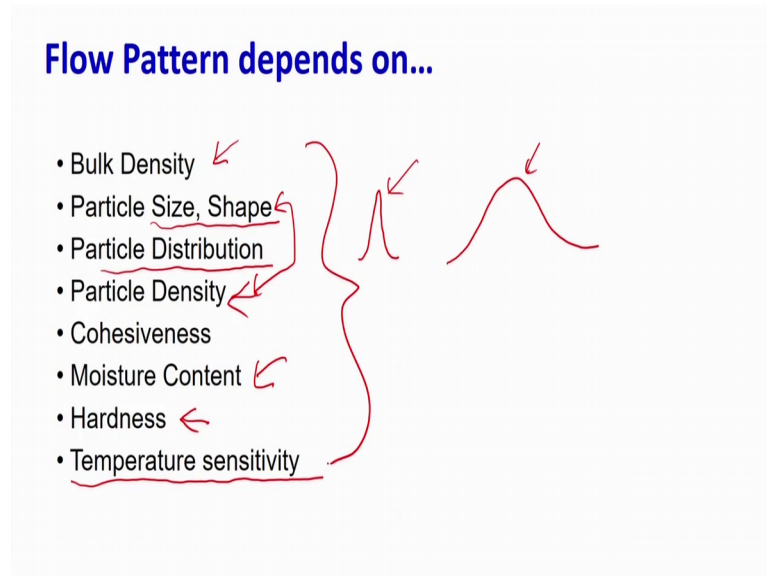 Flow Pattern depends on...
• Bulk Density
• Particle Size, Shape
• Particle Distribution
• Particle Density
• Cohesiveness
• Moisture Content
• Hardness
• Temperature sensitivity